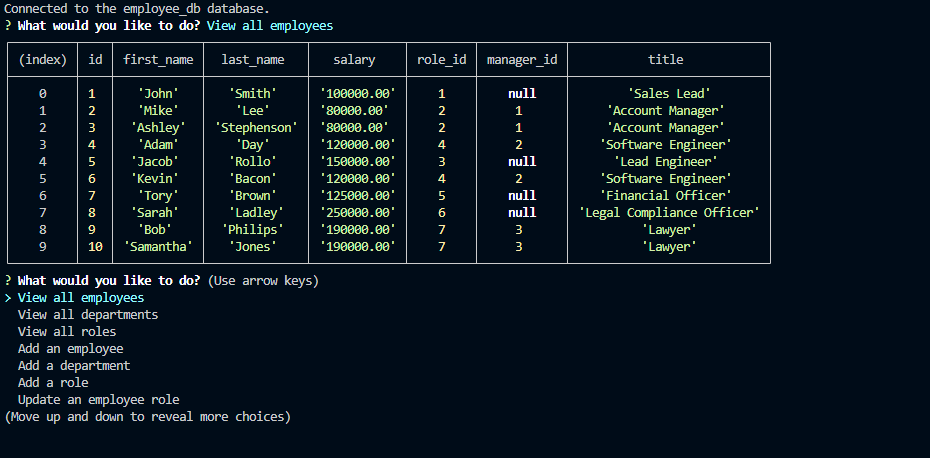 Connected to the employee_db database.
? What would you like to do? View all employees
(index) id first_name last_name salary role_id manager_id title
0 1 'John' 'Smith' '100000.00' 1 null 'Sales Lead'
1 2 'Mike' 'Lee' '80000.00' 2 1 'Account Manager'
2 3 'Ashley' 'Stephenson' '80000.00' 2 1 'Account Manager'
3 4 'Adam' 'Day' '120000.00' 4 2 'Software Engineer'
4 5 'Jacob' 'Rollo' '150000.00' 3 null 'Lead Engineer'
5 6 'Kevin' 'Bacon' '120000.00' 4 2 'Software Engineer'
6 7 'Tory' 'Brown' '125000.00' 5 null 'Financial Officer'
7 8 'Sarah' 'Ladley' '250000.00' 6 null 'Legal Compliance Officer'
8 9 'Bob' 'Philips' '190000.00' 7 3 'Lawyer'
9 10 'Samantha' 'Jones' '190000.00' 7 3 'Lawyer'
? What would you like to do? (Use arrow keys)
> View all employees
View all departments
View all roles
Add an employee
Add a department
Add a role
Update an employee role
(Move up and down to reveal more choices)